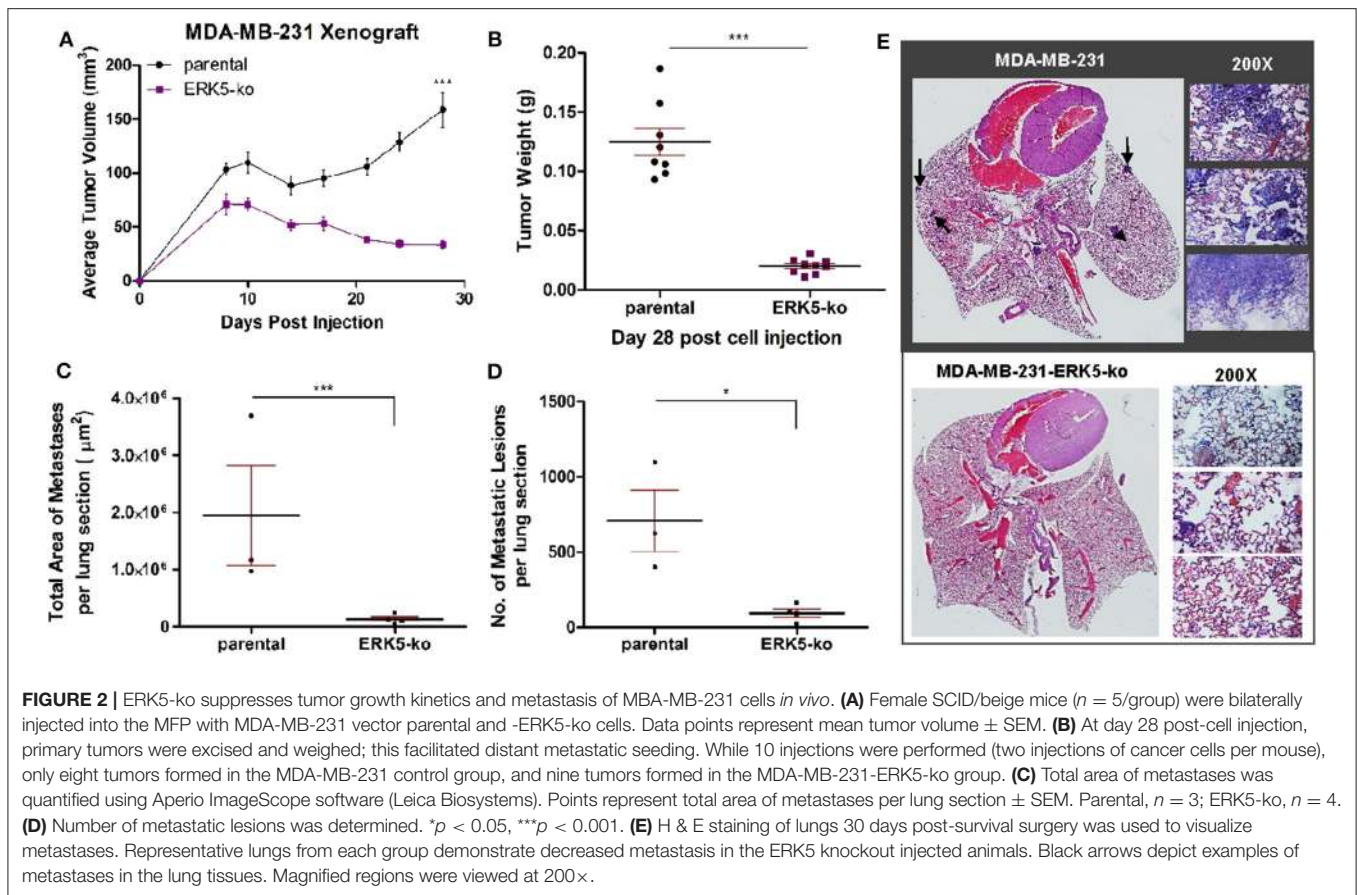 A
MDA-MB-231 Xenograft
parental
ERK5-ko
Average Tumor Volume (mm³)
200
150
100
50
0
0
10
20
30
Days Post Injection
^^^
B
***
Tumor Weight (g)
0.20
0.15
0.10
0.05
0.00
parental
ERK5-ko
Day 28 post cell injection
C
***
Total Area of Metastases
per lung section ( µm²)
4.0×10⁶
3.0×10⁶
2.0×10⁶
1.0×10⁶
0
parental
ERK5-ko
D
*
No. of Metastatic Lesions
per lung section
1500
1000
500
0
parental
ERK5-ko
E
MDA-MB-231
200X
MDA-MB-231-ERK5-ko
200X
FIGURE 2 | ERK5-ko suppresses tumor growth kinetics and metastasis of MBA-MB-231 cells in vivo. (A) Female SCID/beige mice (n = 5/group) were bilaterally
injected into the MFP with MDA-MB-231 vector parental and -ERK5-ko cells. Data points represent mean tumor volume ± SEM. (B) At day 28 post-cell injection,
primary tumors were excised and weighed; this facilitated distant metastatic seeding. While 10 injections were performed (two injections of cancer cells per mouse),
only eight tumors formed in the MDA-MB-231 control group, and nine tumors formed in the MDA-MB-231-ERK5-ko group. (C) Total area of metastases was
quantified using Aperio ImageScope software (Leica Biosystems). Points represent total area of metastases per lung section ± SEM. Parental, n = 3; ERK5-ko, n = 4.
(D) Number of metastatic lesions was determined. *p < 0.05, ***p < 0.001. (E) H & E staining of lungs 30 days post-survival surgery was used to visualize
metastases. Representative lungs from each group demonstrate decreased metastasis in the ERK5 knockout injected animals. Black arrows depict examples of
metastases in the lung tissues. Magnified regions were viewed at 200×.